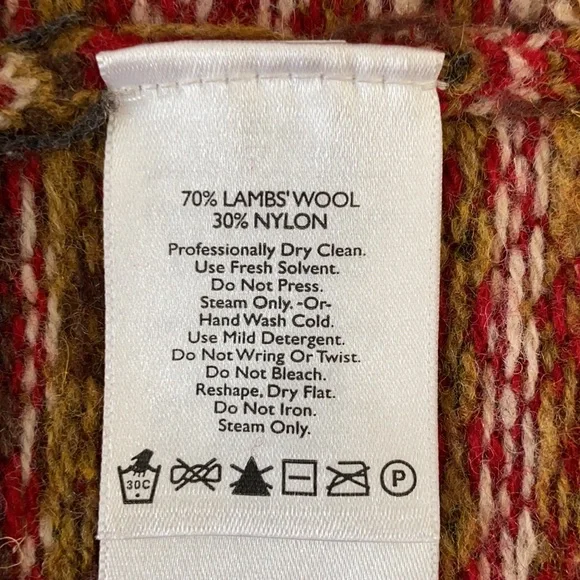 70% LAMBS' WOOL
30% NYLON
Professionally Dry Clean.
Use Fresh Solvent.
Do Not Press.
Steam Only. -Or-
Hand Wash Cold.
Use Mild Detergent.
Do Not Wring Or Twist.
Do Not Bleach.
Reshape, Dry Flat.
Do Not Iron.
Steam Only.
30C P